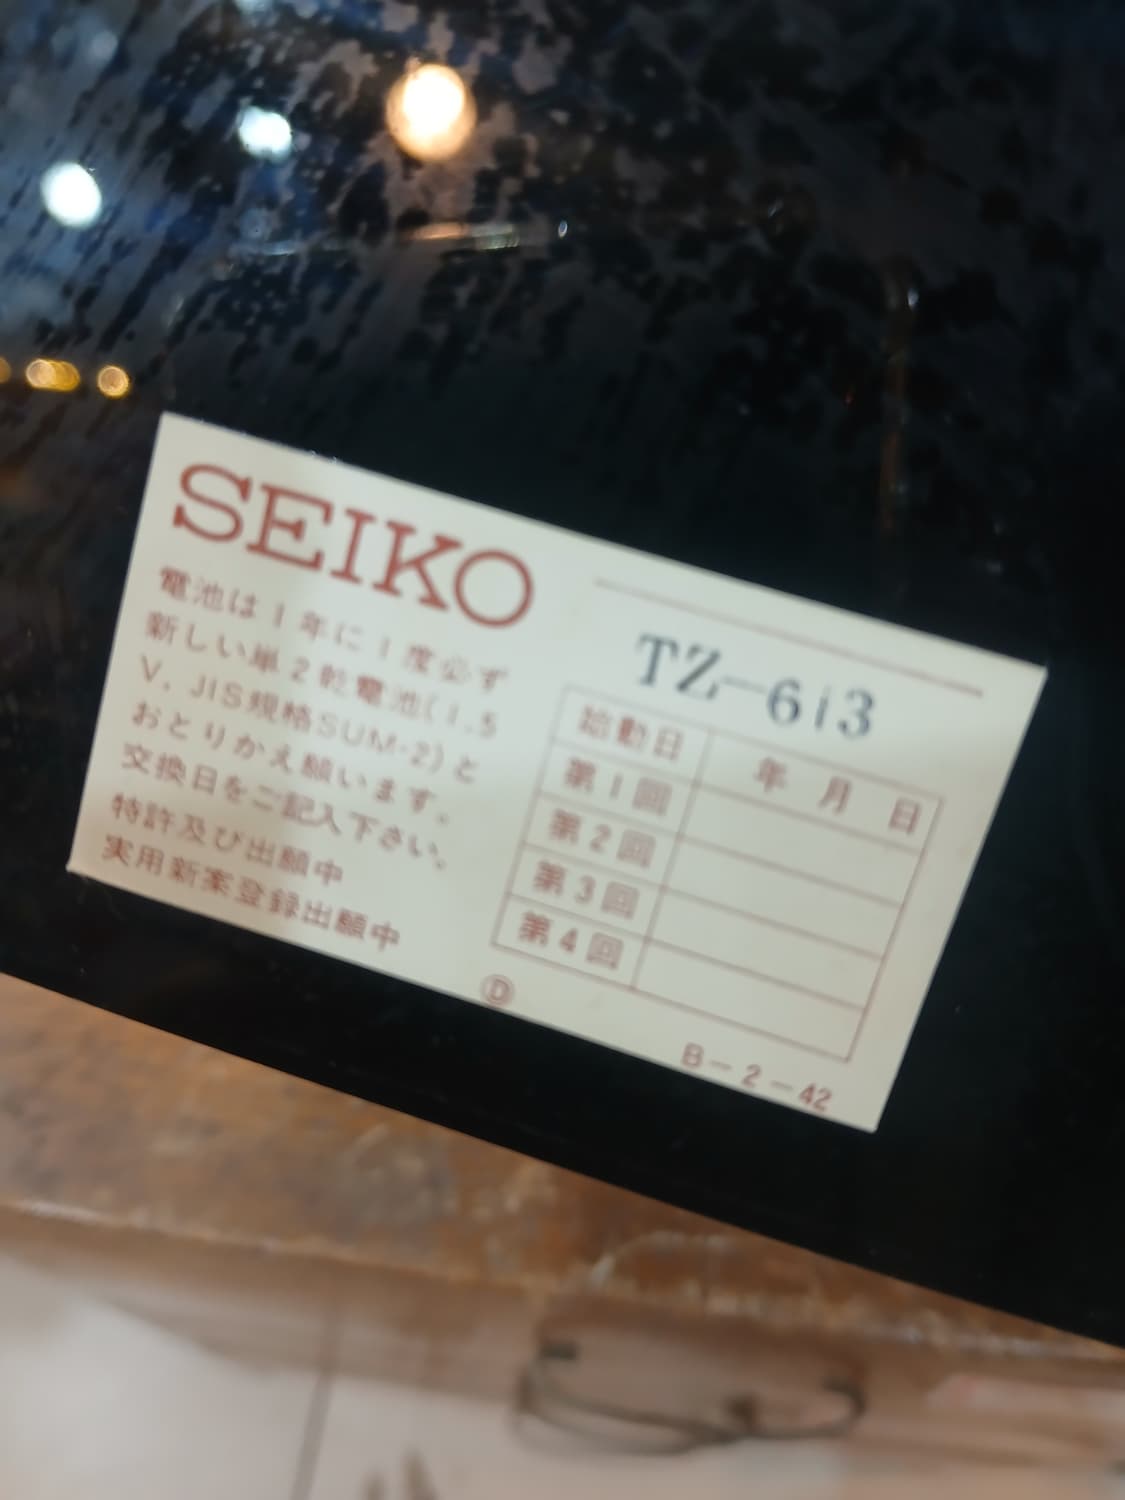 SEIKO
電池は1年に1度必ず
新しい単2乾電池(1.5
V. JIS規格SUM-2)と
おとりかえ願います。
交換日をご記入下さい。
特許及び出願中
実用新案登録出願中
TZ-6i3
始動日 年 月 日
第1回
第2回
第3回
第4回
Ⓓ
B-2-42